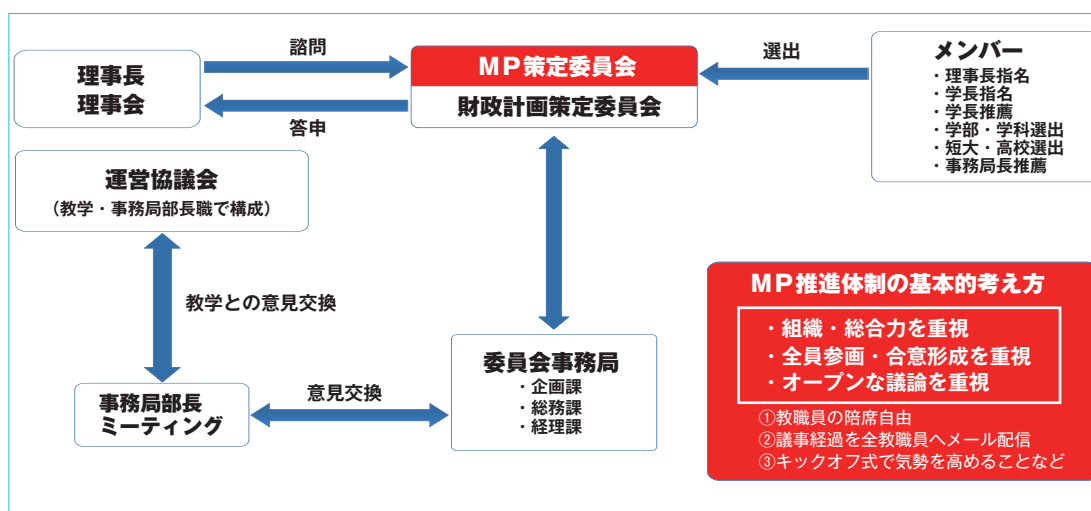 理事長
理事会
諮問
答申
MP策定委員会
財政計画策定委員会
選出
メンバー
・理事長指名
・学長指名
・学長推薦
・学部・学科選出
・短大・高校選出
・事務局長推薦
運営協議会
（教学・事務局部長職で構成）
教学との意見交換
事務局部長
ミーティング
意見交換
委員会事務局
・企画課
・総務課
・経理課
MP推進体制の基本的考え方
・組織・総合力を重視
・全員参画・合意形成を重視
・オープンな議論を重視
①教職員の陪席自由
②議事経過を全教職員へメール配信
③キックオフ式で気勢を高めることなど